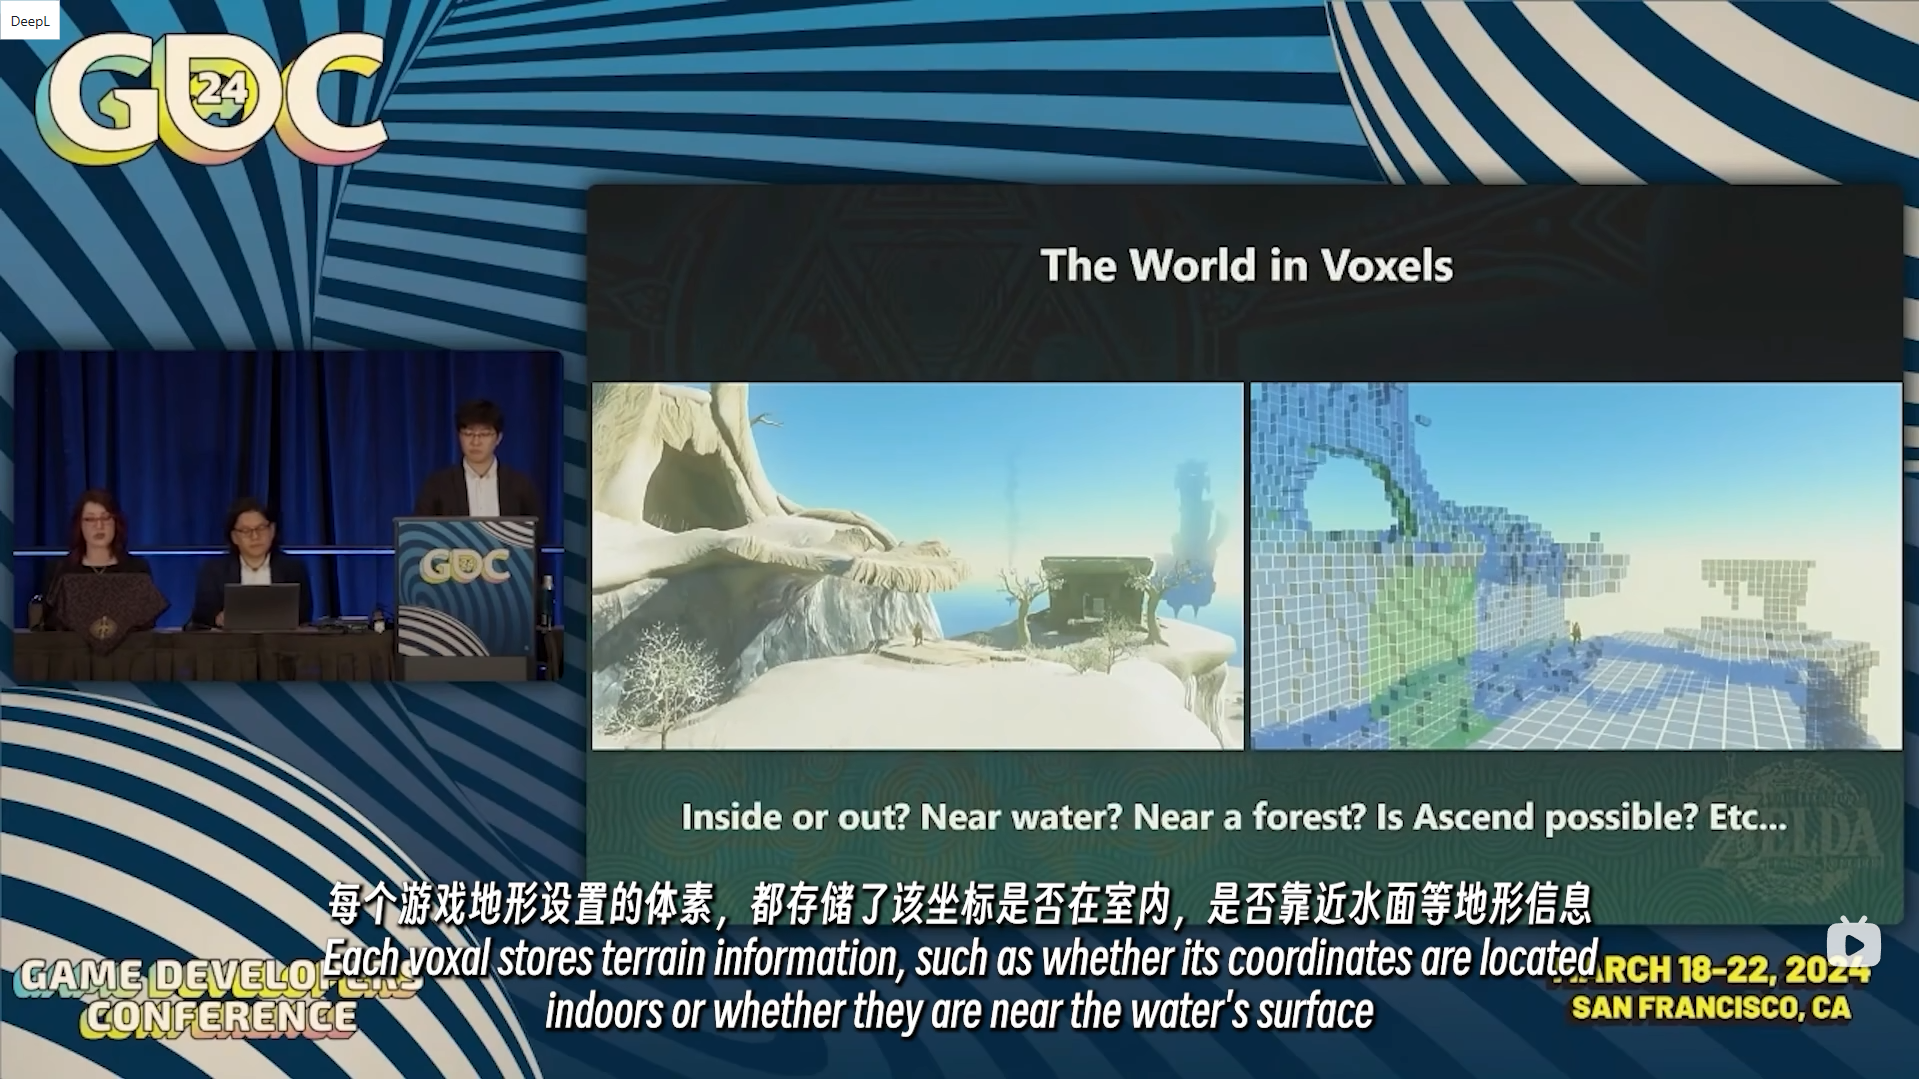 DeepL
GDC
24
The World in Voxels
GDC
Inside or out? Near water? Near a forest? Is Ascend possible? Etc...
ZELDA
每个游戏地形设置的体素，都存储了该坐标是否在室内，是否靠近水面等地形信息
Each voxal stores terrain information, such as whether its coordinates are located
indoors or whether they are near the water's surface
GAME DEVELOPERS
CONFERENCE
MARCH 18-22, 2024
SAN FRANCISCO, CA